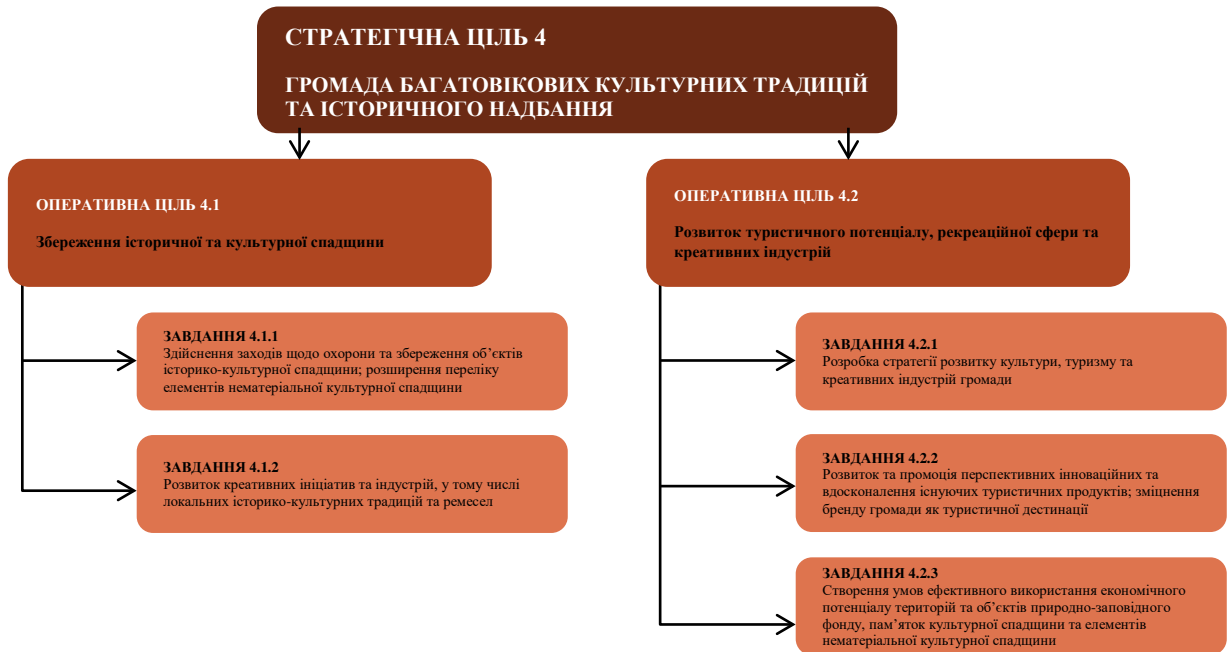 СТРАТЕГІЧНА ЦІЛЬ 4
ГРОМАДА БАГАТОВІКОВИХ КУЛЬТУРНИХ ТРАДИЦІЙ
ТА ІСТОРИЧНОГО НАДБАННЯ
ОПЕРАТИВНА ЦІЛЬ 4.1
Збереження історичної та культурної спадщини
ЗАВДАННЯ 4.1.1
Здійснення заходів щодо охорони та збереження об’єктів
історико-культурної спадщини; розширення переліку
елементів нематеріальної культурної спадщини
ЗАВДАННЯ 4.1.2
Розвиток креативних ініціатив та індустрій, у тому числі
локальних історико-культурних традицій та ремесел
ОПЕРАТИВНА ЦІЛЬ 4.2
Розвиток туристичного потенціалу, рекреаційної сфери та
креативних індустрій
ЗАВДАННЯ 4.2.1
Розробка стратегії розвитку культури, туризму та
креативних індустрій громади
ЗАВДАННЯ 4.2.2
Розвиток та промоція перспективних інноваційних та
вдосконалення існуючих туристичних продуктів; зміцнення
бренду громади як туристичної дестинації
ЗАВДАННЯ 4.2.3
Створення умов ефективного використання економічного
потенціалу територій та об’єктів природно-заповідного
фонду, пам’яток культурної спадщини та елементів
нематеріальної культурної спадщини